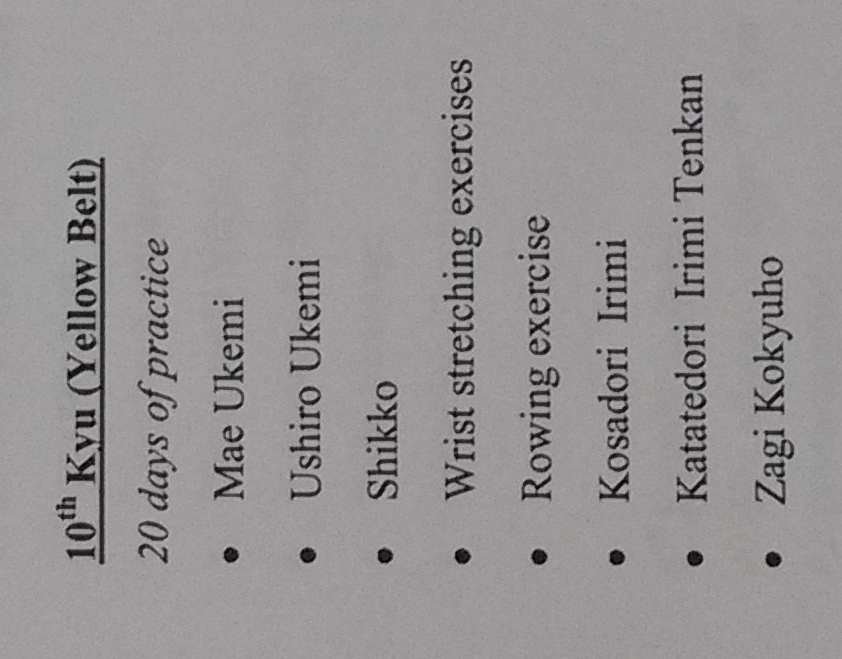 10th Kyu (Yellow Belt)
20 days of practice
• Mae Ukemi
• Ushiro Ukemi
• Shikko
• Wrist stretching exercises
• Rowing exercise
• Kosadori Irimi
• Katatedori Irimi Tenkan
• Zagi Kokyuho